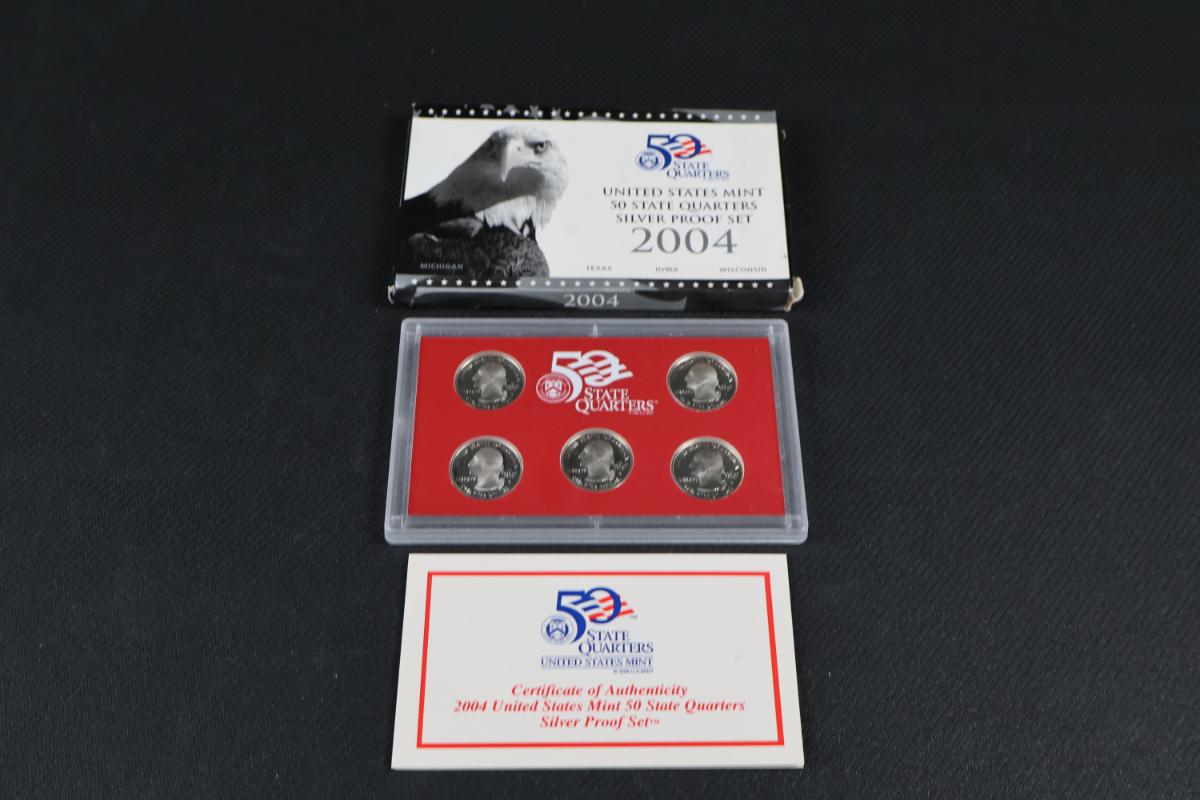 50
STATE
QUARTERS
UNITED STATES MINT
50 STATE QUARTERS
SILVER PROOF SET
2004
MICHIGAN TEXAS IOWA WISCONSIN
2004
50
STATE
QUARTERS
50 TM
STATE
QUARTERS
UNITED STATES MINT
Certificate of Authenticity
2004 United States Mint 50 State Quarters
Silver Proof Set™